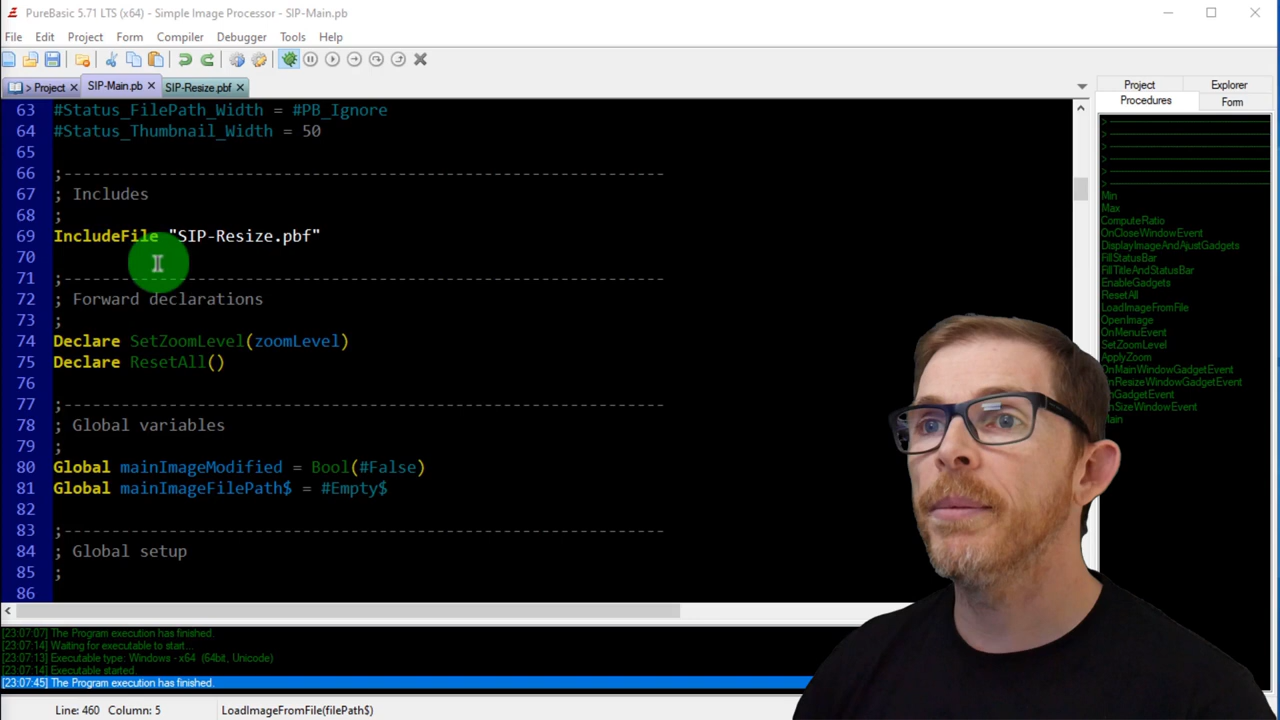 PureBasic 5.71 LTS (x64) - Simple Image Processor - SIP-Main.pb
File Edit Project Form Compiler Debugger Tools Help
> Project SIP-Main.pb SIP-Resize.pbf
Project Explorer
Procedures Form
63 #Status_FilePath_Width = #PB_Ignore
64 #Status_Thumbnail_Width = 50
65
66 ;---------------------------------------------------------------
67 ; Includes
68 ;
69 IncludeFile "SIP-Resize.pbf"
70
71 ;---------------------------------------------------------------
72 ; Forward declarations
73 ;
74 Declare SetZoomLevel(zoomLevel)
75 Declare ResetAll()
76
77 ;---------------------------------------------------------------
78 ; Global variables
79 ;
80 Global mainImageModified = Bool(#False)
81 Global mainImageFilePath$ = #Empty$
82
83 ;---------------------------------------------------------------
84 ; Global setup
85 ;
86
Min
Max
ComputeRatio
OnCloseWindowEvent
DisplayImageAndAjustGadgets
FillStatusBar
FillTitleAndStatusBar
EnableGadgets
ResetAll
LoadImageFromFile
OpenImage
OnMenuEvent
SetZoomLevel
ApplyZoom
OnMainWindowGadgetEvent
nResizeWindowGadgetEvent
nGadgetEvent
nSizeWindowEvent
Main
[23:07:07] The Program execution has finished.
[23:07:14] Waiting for executable to start...
[23:07:13] Executable type: Windows - x64 (64bit, Unicode)
[23:07:14] Executable started.
[23:07:45] The Program execution has finished.
Line: 460 Column: 5 LoadImageFromFile(filePath$)